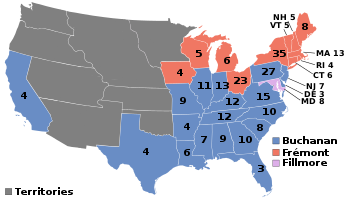 NH 5
VT 5
8
5
6
35
MA 13
RI 4
CT 6
4
23
27
NJ 7
DE 3
MD 8
4
9
11
13
12
15
10
12
4
8
4
6
7
9
10
3
Buchanan
Frémont
Fillmore
Territories